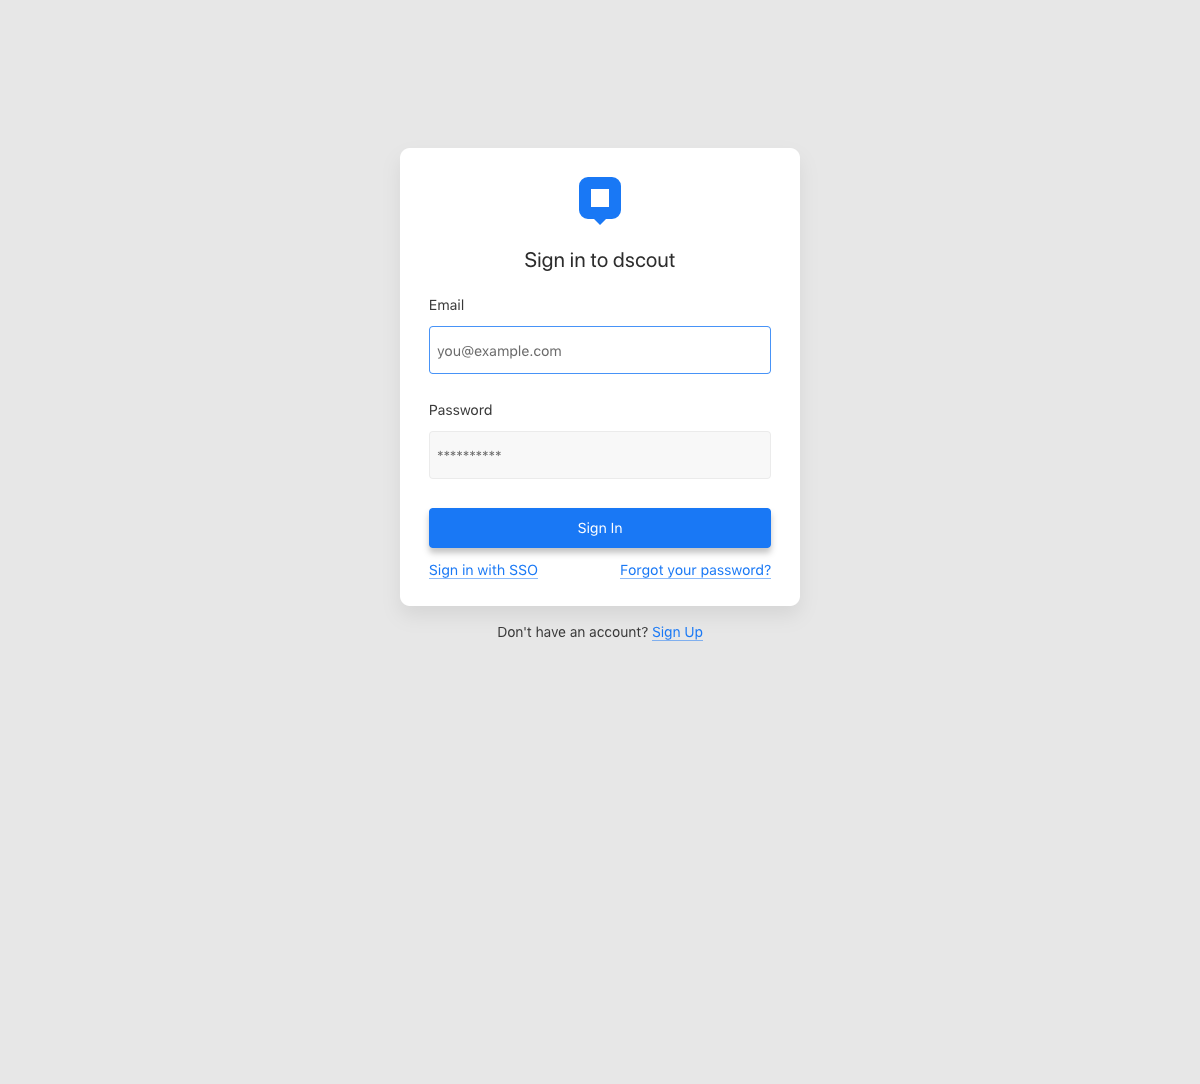 Sign in to dscout
Email
you@example.com
Password
**********
Sign In
Sign in with SSO
Forgot your password?
Don't have an account? Sign Up